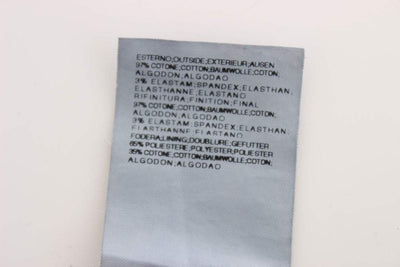 ESTERNO;OUTSIDE;EXTERIEUR;AUSEN
97% COTONE;COTTON;BAUMWOLLE;COTON;
ALGODON;ALGODAO
3% ELASTAM;SPANDEX;ELASTHAN,
ELASTHANNE,ELASTANO
RIFINITURA;FINITION;FINAL
97% COTONE;COTTON;BAUMWOLLE;COTON,
ALGODON;ALGODAO
3% ELASTAM;SPANDEX;ELASTHAN,
ELASTHANNE,ELASTANO
FODERA;LINING;DOUBLURE;GEFUTTER
65% POLIESTERE;POLYESTER;POLIESTER
35% COTONE;COTTON;BAUMWOLLE;COTON;
ALGODON;ALGODAO